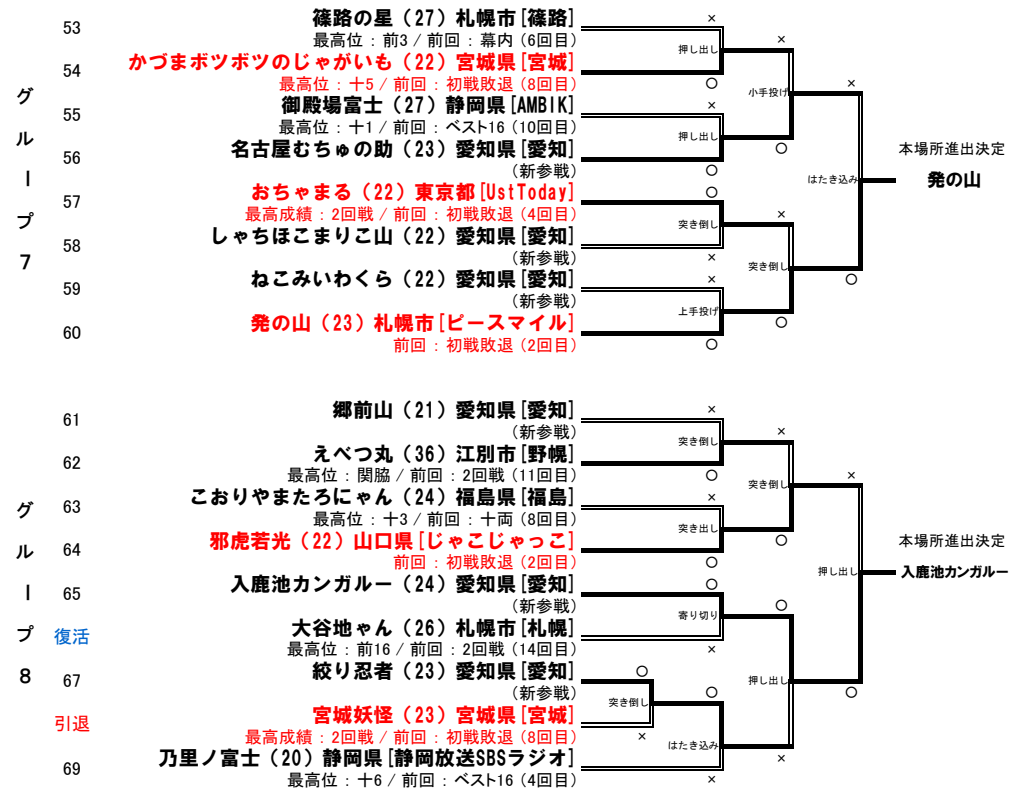 グループ7
53
篠路の星（27）札幌市[篠路]
最高位：前3 / 前回：幕内（6回目）
54
かづまボツボツのじゃがいも（22）宮城県[宮城]
最高位：十5 / 前回：初戦敗退（8回目）
55
御殿場富士（27）静岡県[AMBIK]
最高位：十1 / 前回：ベスト16（10回目）
56
名古屋むちゅの助（23）愛知県[愛知]
（新参戦）
57
おちゃまる（22）東京都[UstToday]
最高成績：2回戦 / 前回：初戦敗退（4回目）
58
しゃちほこまりこ山（22）愛知県[愛知]
（新参戦）
59
ねこみいわくら（22）愛知県[愛知]
（新参戦）
60
発の山（23）札幌市[ピースマイル]
前回：初戦敗退（2回目）
×
押し出し
○
×
押し出し
○
○
突き倒し
×
×
上手投げ
○
×
小手投げ
○
×
突き倒し
○
×
はたき込み
○
本場所進出決定
発の山
グループ8
61
郷前山（21）愛知県[愛知]
（新参戦）
62
えべつ丸（36）江別市[野幌]
最高位：関脇 / 前回：2回戦（11回目）
63
こおりやまたろにゃん（24）福島県[福島]
最高位：十3 / 前回：十両（8回目）
64
邪虎若光（22）山口県[じゃこじゃっこ]
前回：初戦敗退（2回目）
65
入鹿池カンガルー（24）愛知県[愛知]
（新参戦）
復活
大谷地ゃん（26）札幌市[札幌]
最高位：前16 / 前回：2回戦（14回目）
67
絞り忍者（23）愛知県[愛知]
（新参戦）
引退
宮城妖怪（23）宮城県[宮城]
最高成績：2回戦 / 前回：初戦敗退（8回目）
69
乃里ノ富士（20）静岡県[静岡放送SBSラジオ]
最高位：十6 / 前回：ベスト16（4回目）
×
突き倒し
○
×
突き出し
○
○
寄り切り
×
○
突き倒し
×
○
はたき込み
×
×
突き倒し
○
○
押し出し
×
×
押し出し
○
本場所進出決定
入鹿池カンガルー